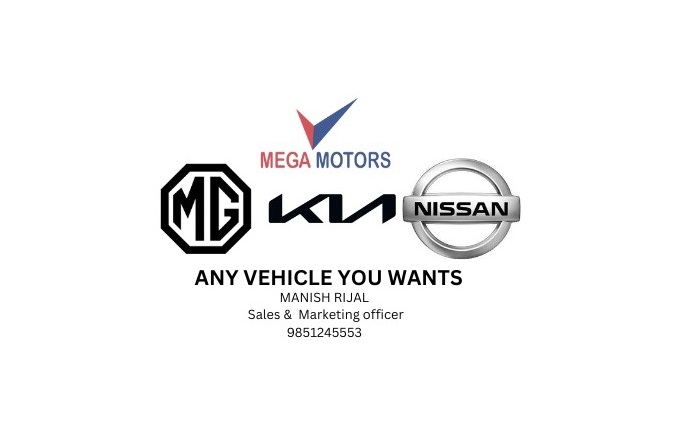 MEGA MOTORS
MG
KIA
NISSAN
ANY VEHICLE YOU WANTS
MANISH RIJAL
Sales & Marketing officer
9851245553